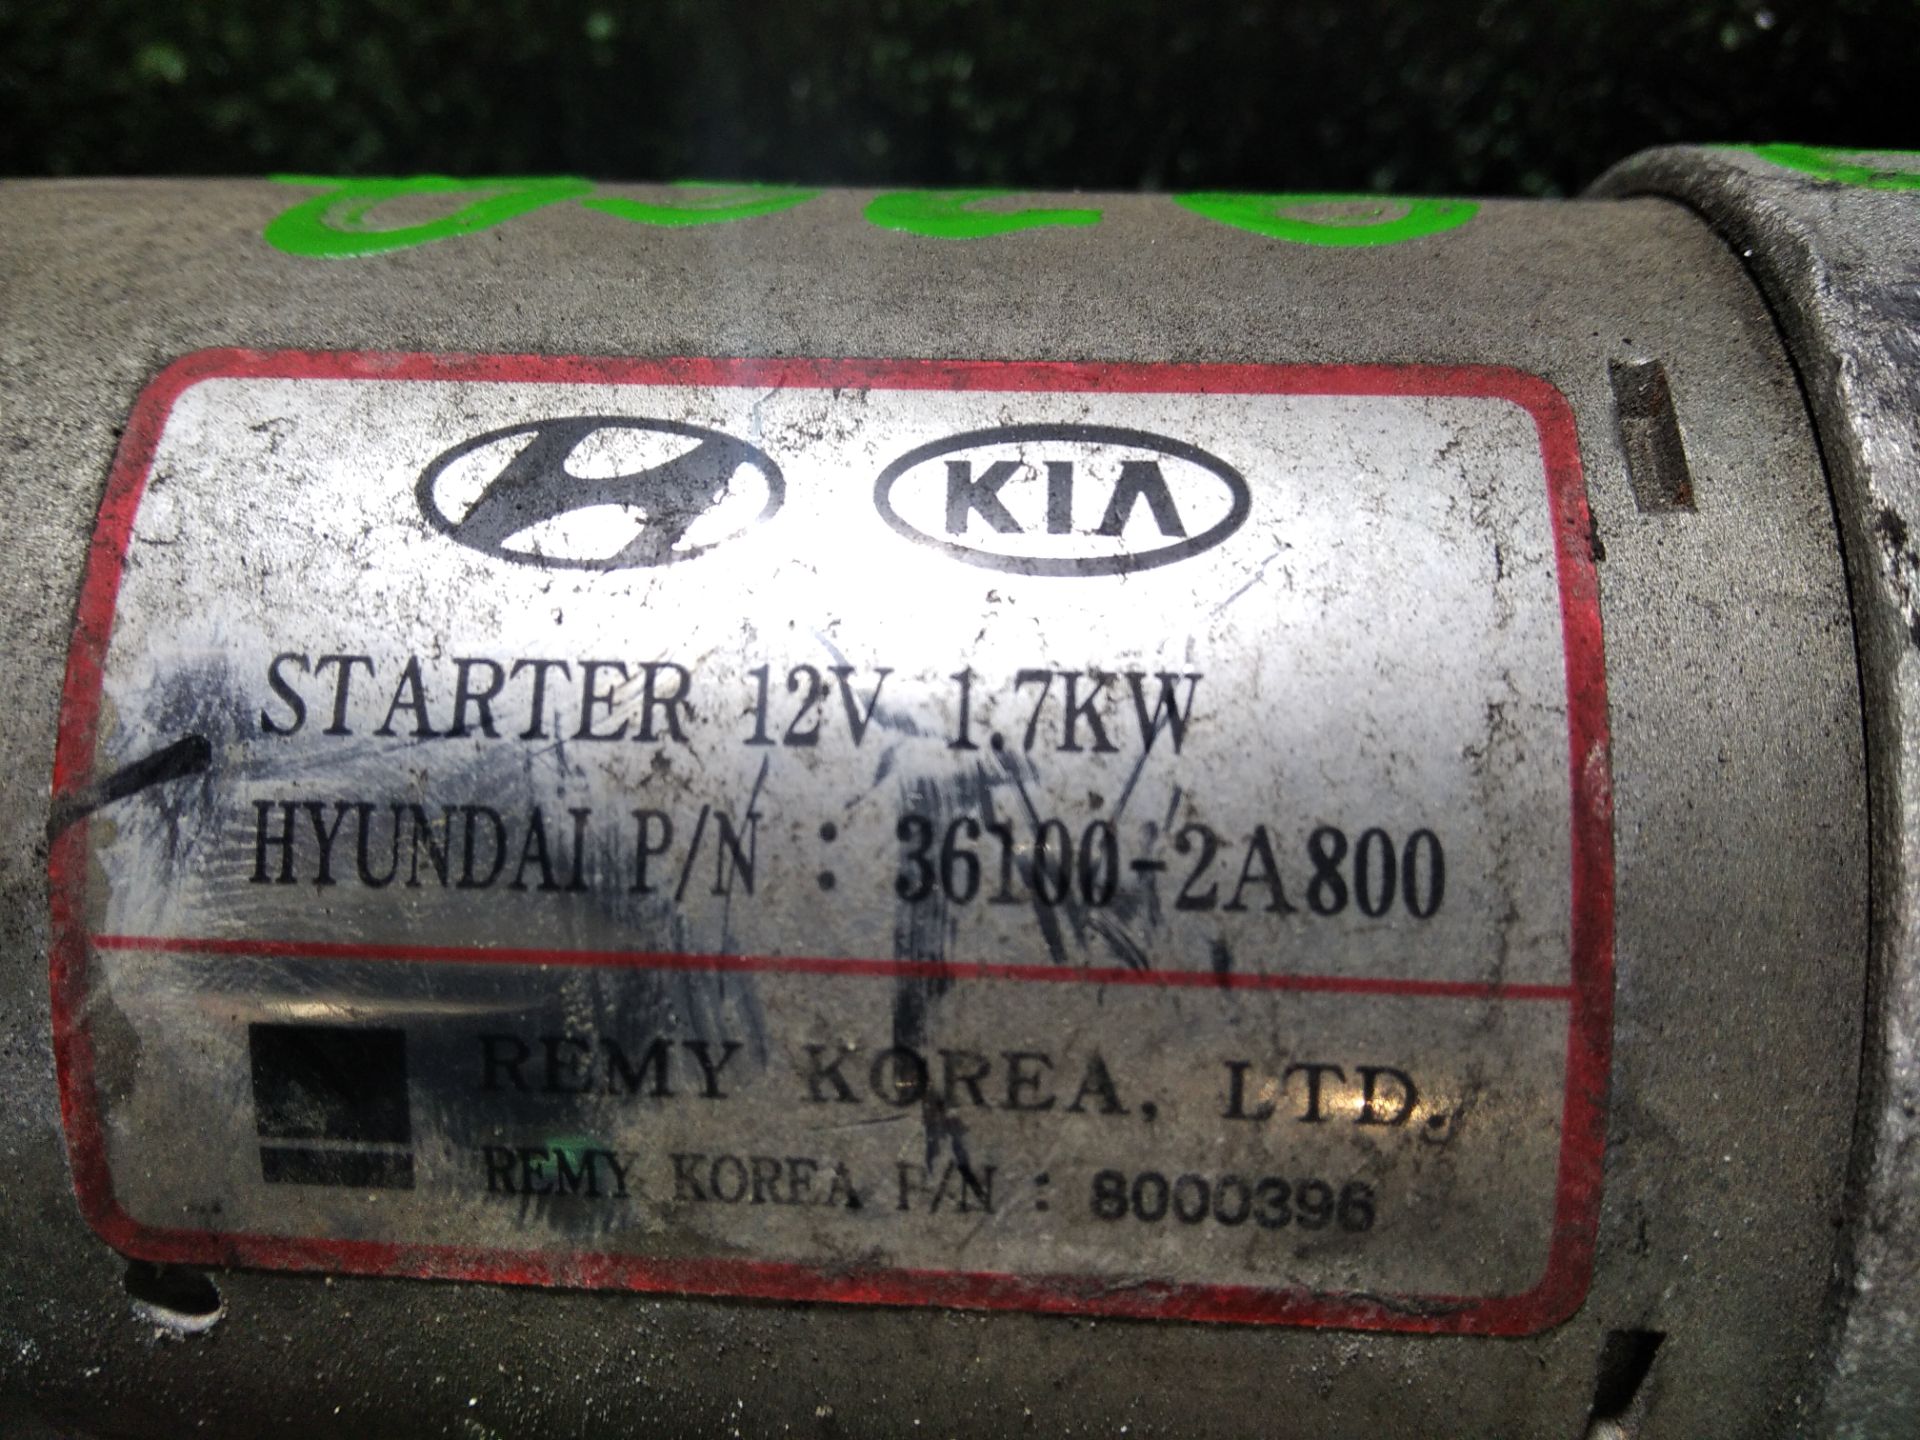 KIA
STARTER 12V 1.7KW
HYUNDAI P/N : 36100-2A800
REMY KOREA, LTD.
REMY KOREA P/N : 8000396